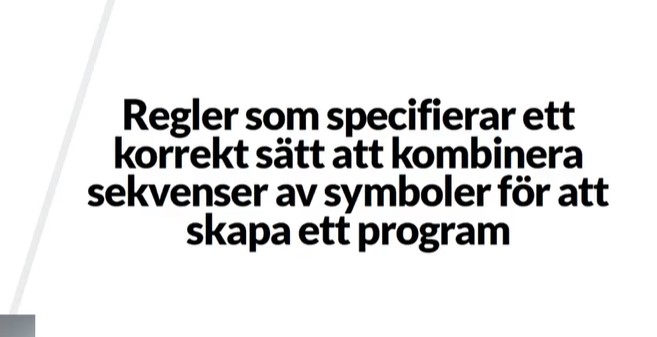 Regler som specifierar ett
korrekt sätt att kombinera
sekvenser av symboler för att
skapa ett program